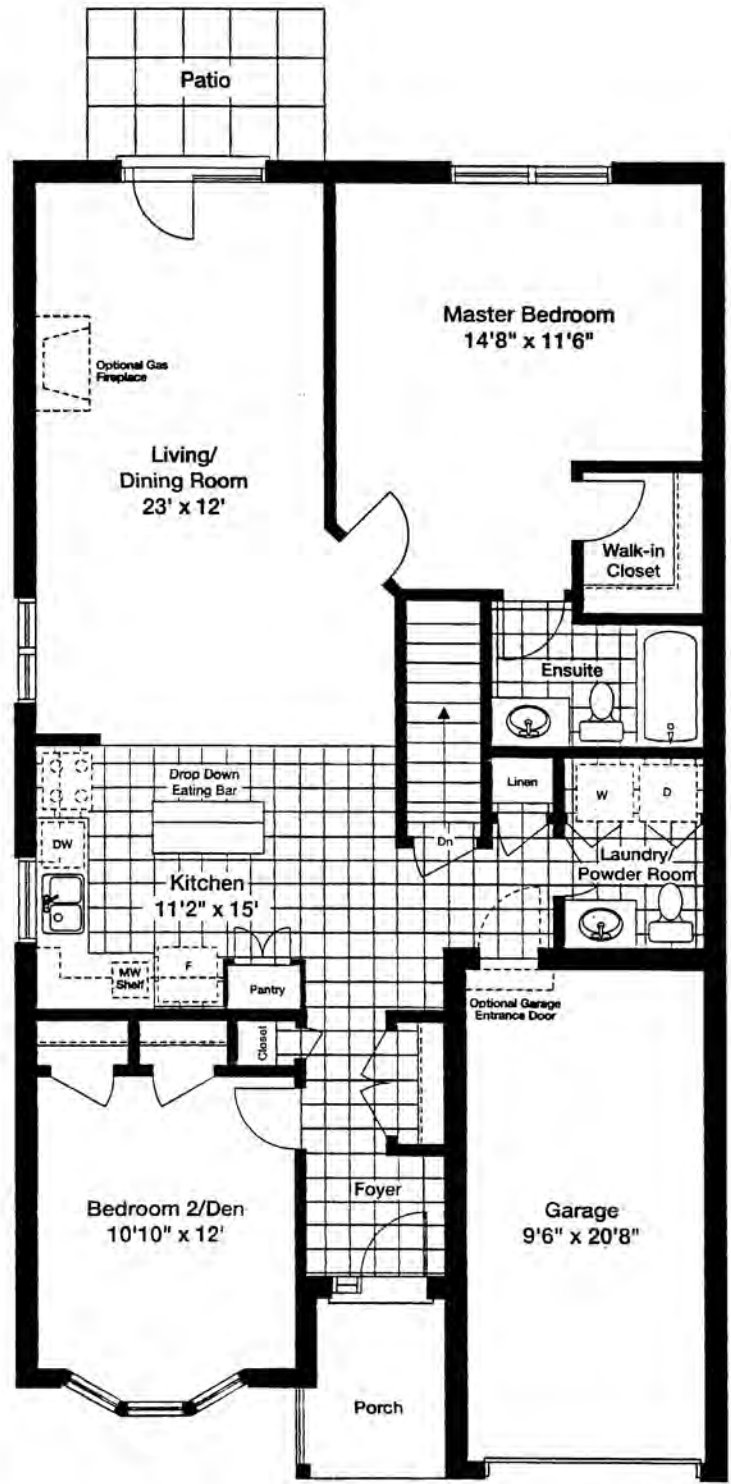 Patio
Master Bedroom
14'8" x 11'6"
Optional Gas
Fireplace
Living/
Dining Room
23' x 12'
Walk-in
Closet
Ensuite
Drop Down
Eating Bar
Linen
W
D
DW
Dn
Laundry/
Powder Room
Kitchen
11'2" x 15'
MW
Shelf
F
Pantry
Optional Garage
Entrance Door
Closet
Foyer
Bedroom 2/Den
10'10" x 12'
Garage
9'6" x 20'8"
Porch